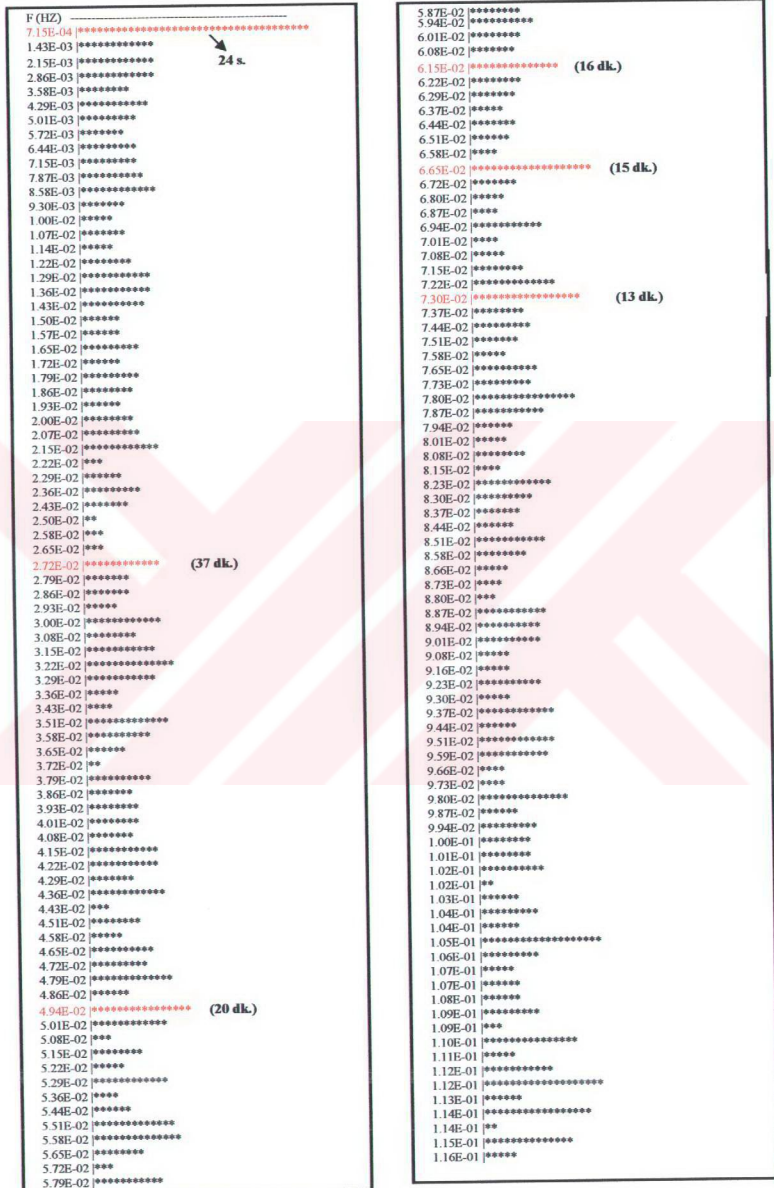 F (HZ) ----------------------------------------
7.15E-04 |
24 s.
1.43E-03 |
2.15E-03 |
2.86E-03 |
3.58E-03 |
4.29E-03 |
5.01E-03 |
5.72E-03 |
6.44E-03 |
7.15E-03 |
7.87E-03 |
8.58E-03 |
9.30E-03 |
1.00E-02 |
1.07E-02 |
1.14E-02 |
1.22E-02 |
1.29E-02 |
1.36E-02 |
1.43E-02 |
1.50E-02 |
1.57E-02 |
1.65E-02 |
1.72E-02 |
1.79E-02 |
1.86E-02 |
1.93E-02 |
2.00E-02 |
2.07E-02 |
2.15E-02 |
2.22E-02 |
2.29E-02 |
2.36E-02 |
2.43E-02 |
2.50E-02 |
2.58E-02 |
2.65E-02 |
2.72E-02 | (37 dk.)
2.79E-02 |
2.86E-02 |
2.93E-02 |
3.00E-02 |
3.08E-02 |
3.15E-02 |
3.22E-02 |
3.29E-02 |
3.36E-02 |
3.43E-02 |
3.51E-02 |
3.58E-02 |
3.65E-02 |
3.72E-02 |
3.79E-02 |
3.86E-02 |
3.93E-02 |
4.01E-02 |
4.08E-02 |
4.15E-02 |
4.22E-02 |
4.29E-02 |
4.36E-02 |
4.43E-02 |
4.51E-02 |
4.58E-02 |
4.65E-02 |
4.72E-02 |
4.79E-02 |
4.86E-02 |
4.94E-02 | (20 dk.)
5.01E-02 |
5.08E-02 |
5.15E-02 |
5.22E-02 |
5.29E-02 |
5.36E-02 |
5.44E-02 |
5.51E-02 |
5.58E-02 |
5.65E-02 |
5.72E-02 |
5.79E-02 |
5.87E-02 |
5.94E-02 |
6.01E-02 |
6.08E-02 |
6.15E-02 | (16 dk.)
6.22E-02 |
6.29E-02 |
6.37E-02 |
6.44E-02 |
6.51E-02 |
6.58E-02 |
6.65E-02 | (15 dk.)
6.72E-02 |
6.80E-02 |
6.87E-02 |
6.94E-02 |
7.01E-02 |
7.08E-02 |
7.15E-02 |
7.22E-02 |
7.30E-02 | (13 dk.)
7.37E-02 |
7.44E-02 |
7.51E-02 |
7.58E-02 |
7.65E-02 |
7.73E-02 |
7.80E-02 |
7.87E-02 |
7.94E-02 |
8.01E-02 |
8.08E-02 |
8.15E-02 |
8.23E-02 |
8.30E-02 |
8.37E-02 |
8.44E-02 |
8.51E-02 |
8.58E-02 |
8.66E-02 |
8.73E-02 |
8.80E-02 |
8.87E-02 |
8.94E-02 |
9.01E-02 |
9.08E-02 |
9.16E-02 |
9.23E-02 |
9.30E-02 |
9.37E-02 |
9.44E-02 |
9.51E-02 |
9.59E-02 |
9.66E-02 |
9.73E-02 |
9.80E-02 |
9.87E-02 |
9.94E-02 |
1.00E-01 |
1.01E-01 |
1.02E-01 |
1.02E-01 |
1.03E-01 |
1.04E-01 |
1.04E-01 |
1.05E-01 |
1.06E-01 |
1.07E-01 |
1.07E-01 |
1.08E-01 |
1.09E-01 |
1.09E-01 |
1.10E-01 |
1.11E-01 |
1.12E-01 |
1.12E-01 |
1.13E-01 |
1.14E-01 |
1.14E-01 |
1.15E-01 |
1.16E-01 |